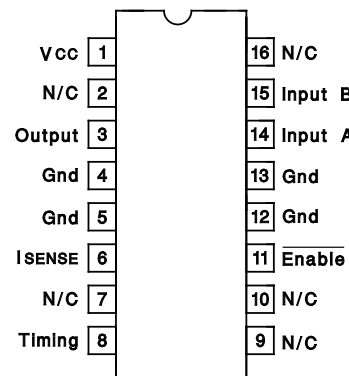 Vcc 1 16 N/C
N/C 2 15 Input B
Output 3 14 Input A
Gnd 4 13 Gnd
Gnd 5 12 Gnd
ISENSE 6 11 Enable
N/C 7 10 N/C
Timing 8 9 N/C